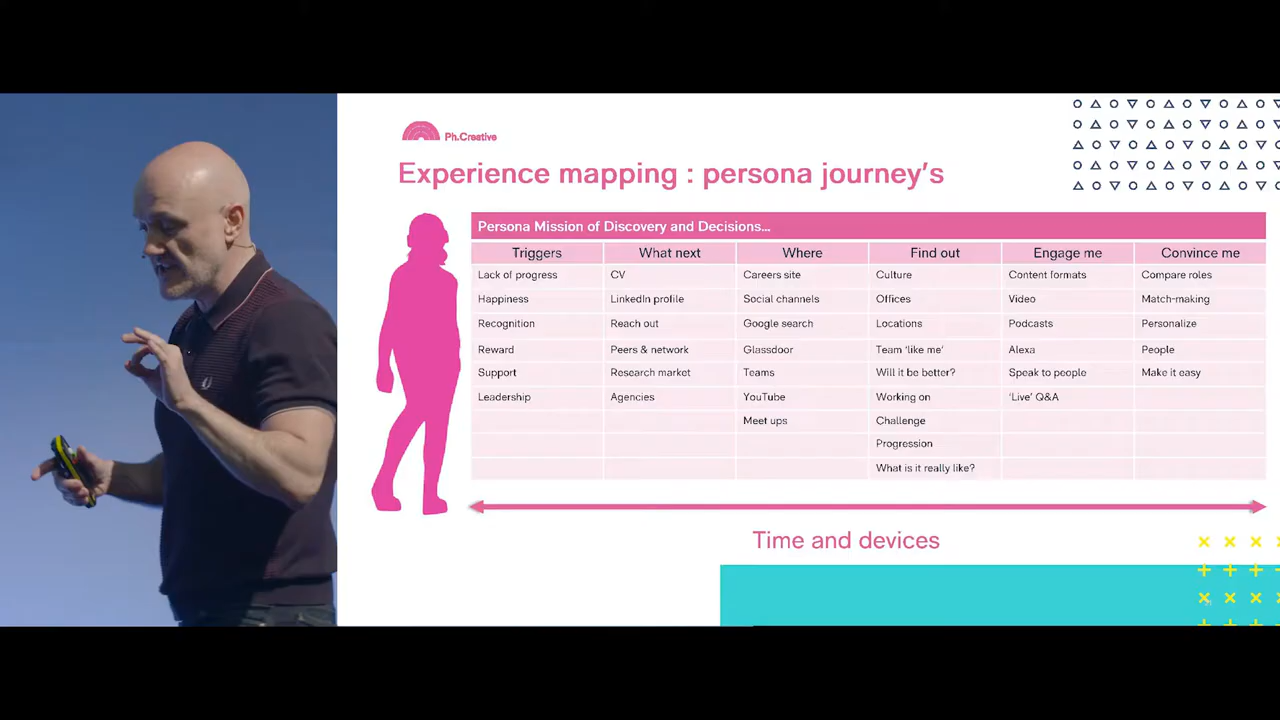 Ph.Creative
Experience mapping : persona journey's
Persona Mission of Discovery and Decisions...
Triggers What next Where Find out Engage me Convince me
Lack of progress CV Careers site Culture Content formats Compare roles
Happiness LinkedIn profile Social channels Offices Video Match-making
Recognition Reach out Google search Locations Podcasts Personalize
Reward Peers & network Glassdoor Team 'like me' Alexa People
Support Research market Teams Will it be better? Speak to people Make it easy
Leadership Agencies YouTube Working on 'Live' Q&A
Meet ups Challenge
Progression
What is it really like?
Time and devices